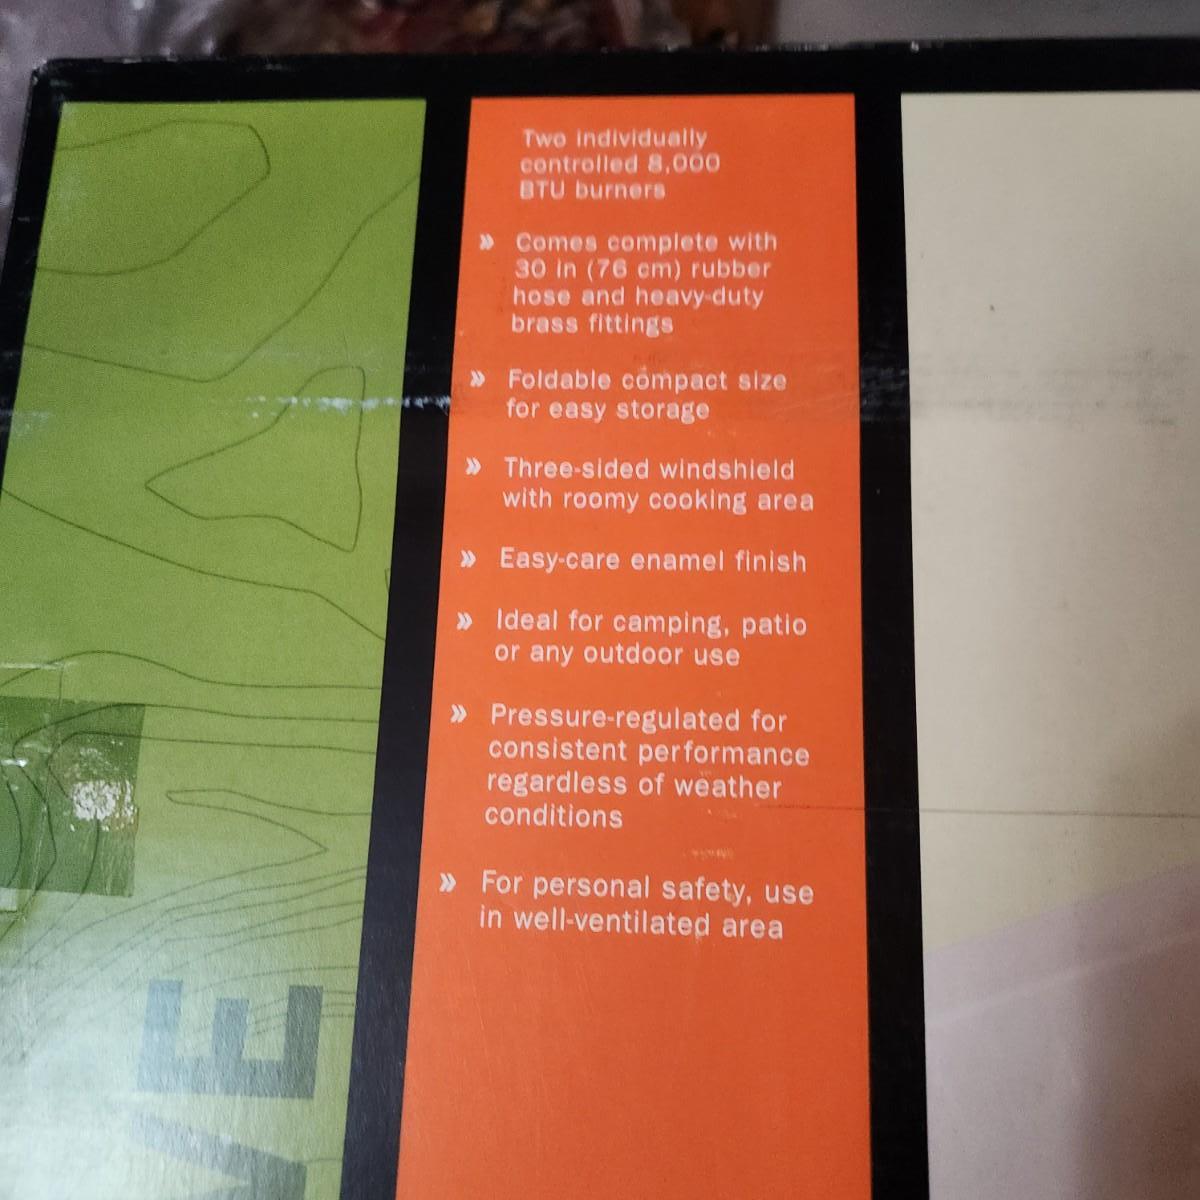 Two individually
controlled 8,000
BTU burners
» Comes complete with
30 in (76 cm) rubber
hose and heavy-duty
brass fittings
» Foldable compact size
for easy storage
» Three-sided windshield
with roomy cooking area
» Easy-care enamel finish
» Ideal for camping, patio
or any outdoor use
» Pressure-regulated for
consistent performance
regardless of weather
conditions
» For personal safety, use
in well-ventilated area
VE